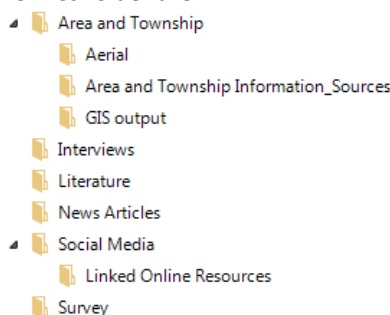 Area and Township
Aerial
Area and Township Information_Sources
GIS output
Interviews
Literature
News Articles
Social Media
Linked Online Resources
Survey